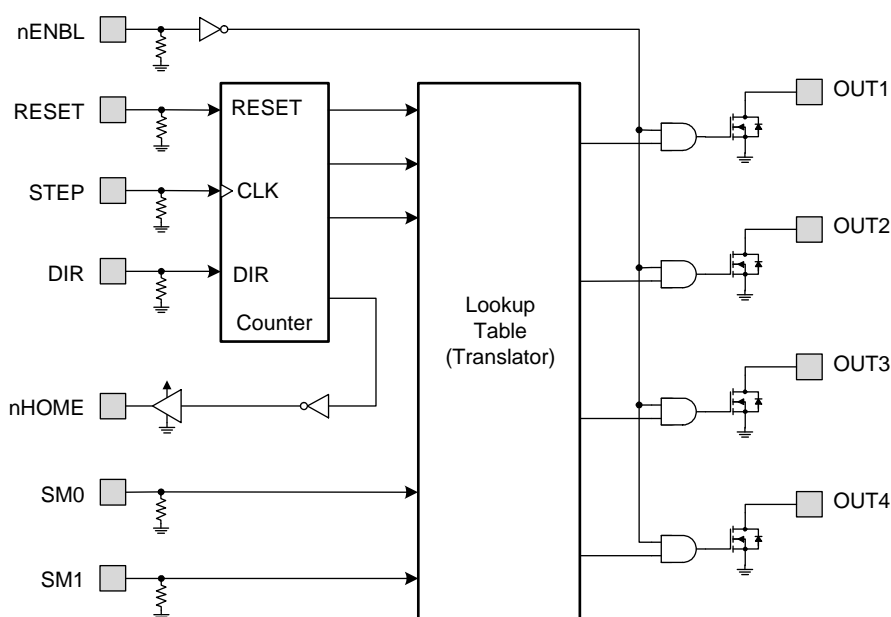 nENBL
RESET
RESET
OUT1
STEP
CLK
OUT2
DIR
DIR
Counter
Lookup
Table
(Translator)
OUT3
nHOME
SM0
OUT4
SM1